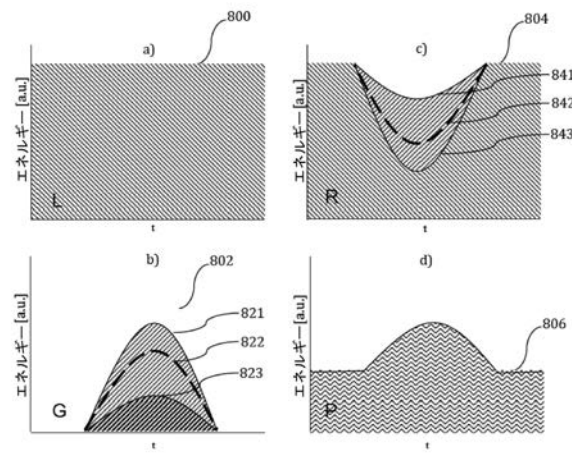 a)
800
エネルギー [a.u.]
L
t
c)
804
841
842
843
エネルギー [a.u.]
R
t
b)
802
821
822
823
エネルギー [a.u.]
G
t
d)
806
エネルギー [a.u.]
P
t